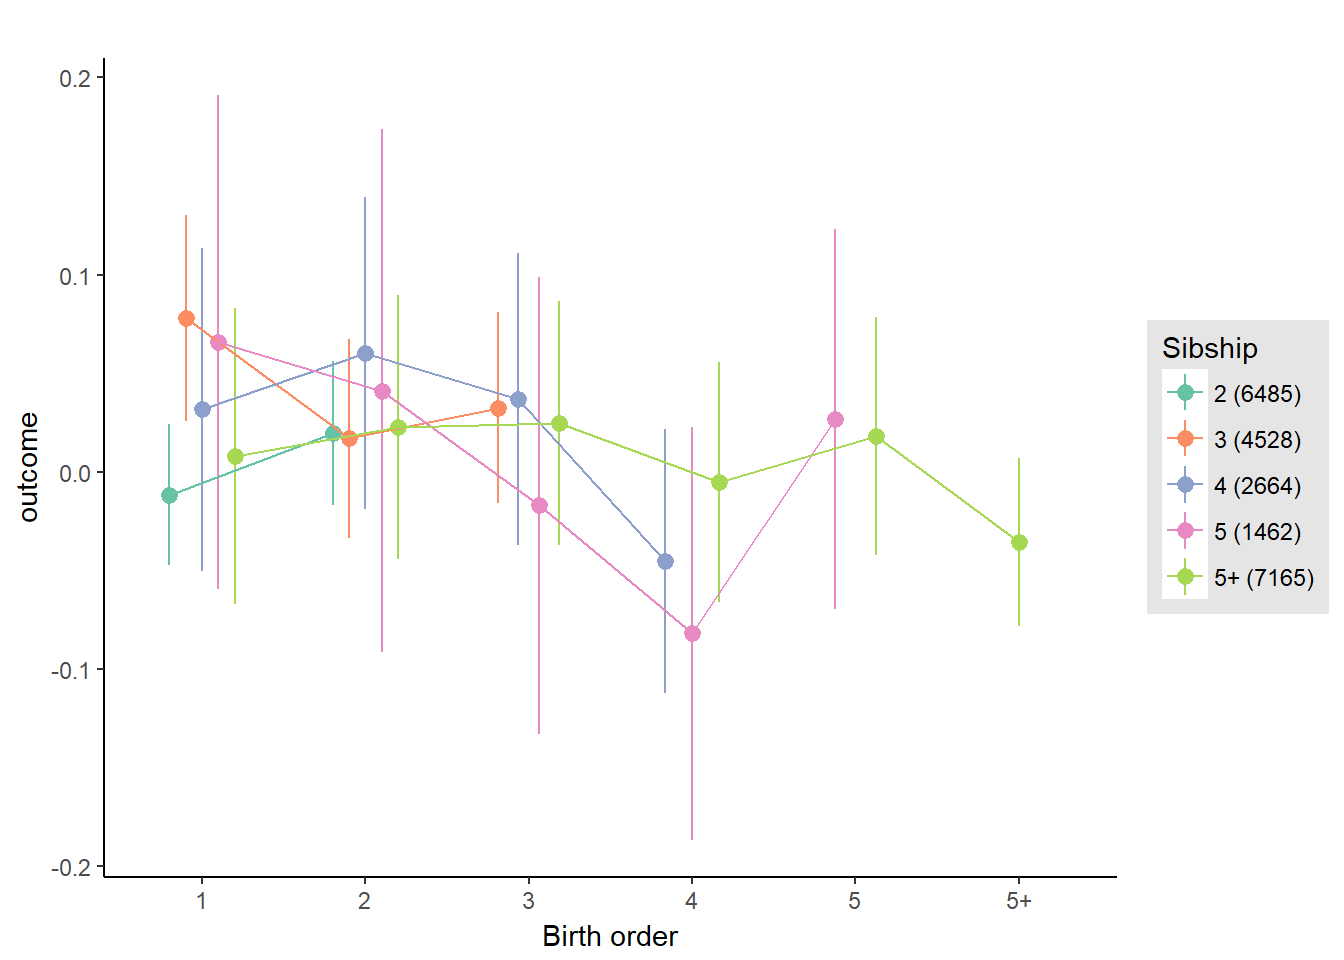 0.2
0.1
0.0
-0.1
-0.2
outcome
1 2 3 4 5 5+
Birth order
Sibship
2 (6485)
3 (4528)
4 (2664)
5 (1462)
5+ (7165)